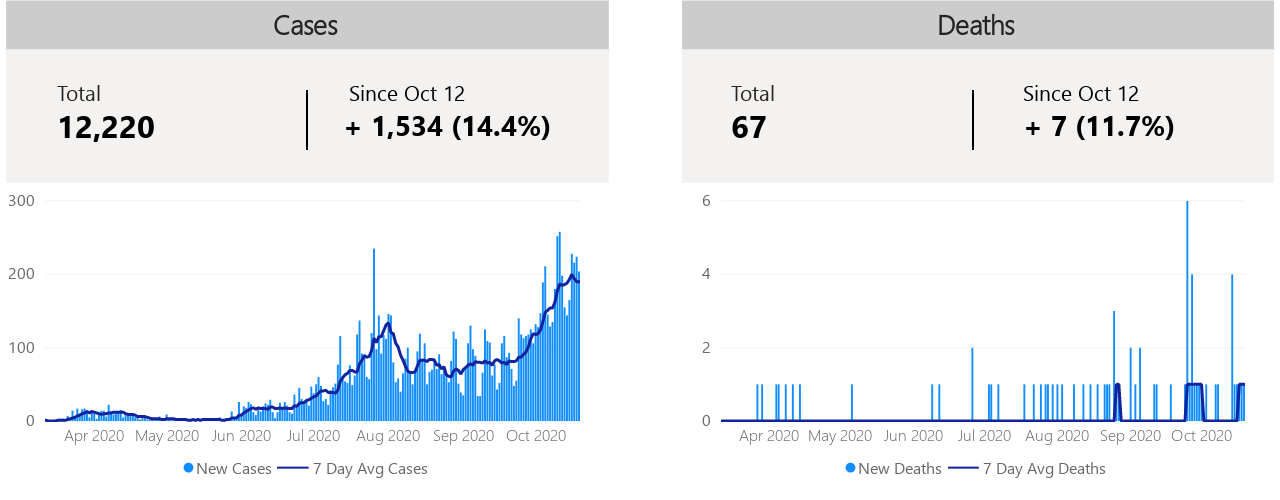 Cases
Total
Since Oct 12
12,220
+ 1,534 (14.4%)
300
200
100
0
Apr 2020 May 2020 Jun 2020 Jul 2020 Aug 2020 Sep 2020 Oct 2020
New Cases 7 Day Avg Cases
Deaths
Total
Since Oct 12
67
+ 7 (11.7%)
6
4
2
0
Apr 2020 May 2020 Jun 2020 Jul 2020 Aug 2020 Sep 2020 Oct 2020
New Deaths 7 Day Avg Deaths